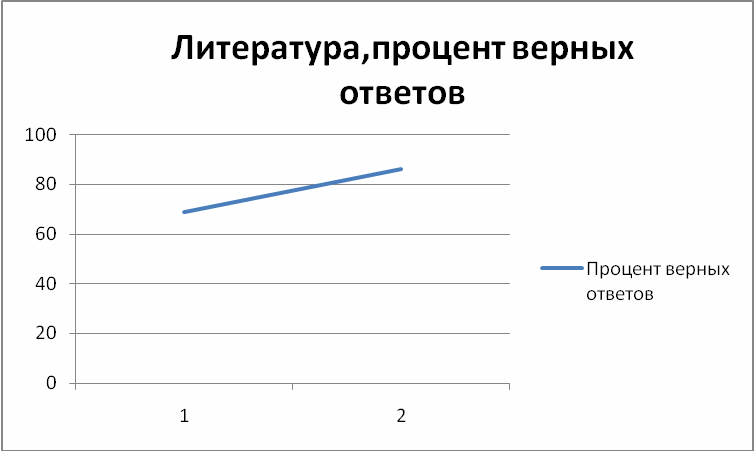 Литература,процент верных
ответов
100
80
60
40
20
0
1 2
Процент верных
ответов